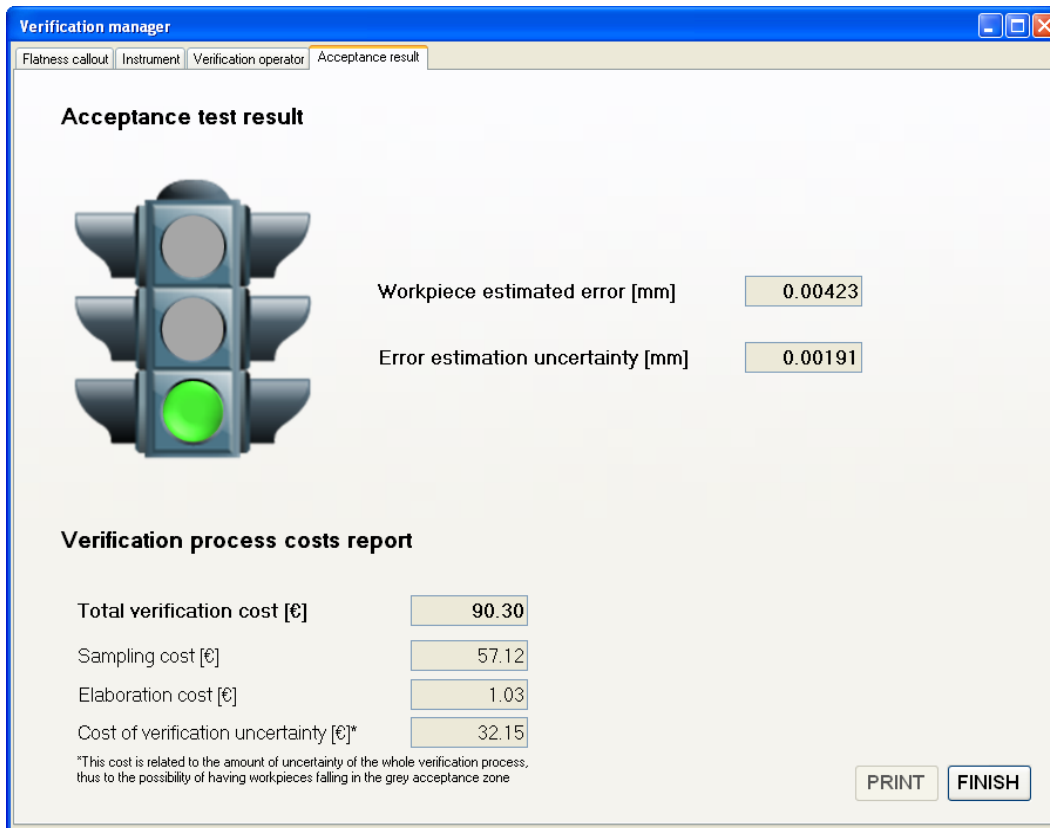 Verification manager
Flatness callout Instrument Verification operator Acceptance result
Acceptance test result
Workpiece estimated error [mm] 0.00423
Error estimation uncertainty [mm] 0.00191
Verification process costs report
Total verification cost [€] 90.30
Sampling cost [€] 57.12
Elaboration cost [€] 1.03
Cost of verification uncertainty [€]* 32.15
*This cost is related to the amount of uncertainty of the whole verification process,
thus to the possibility of having workpieces falling in the grey acceptance zone
PRINT FINISH